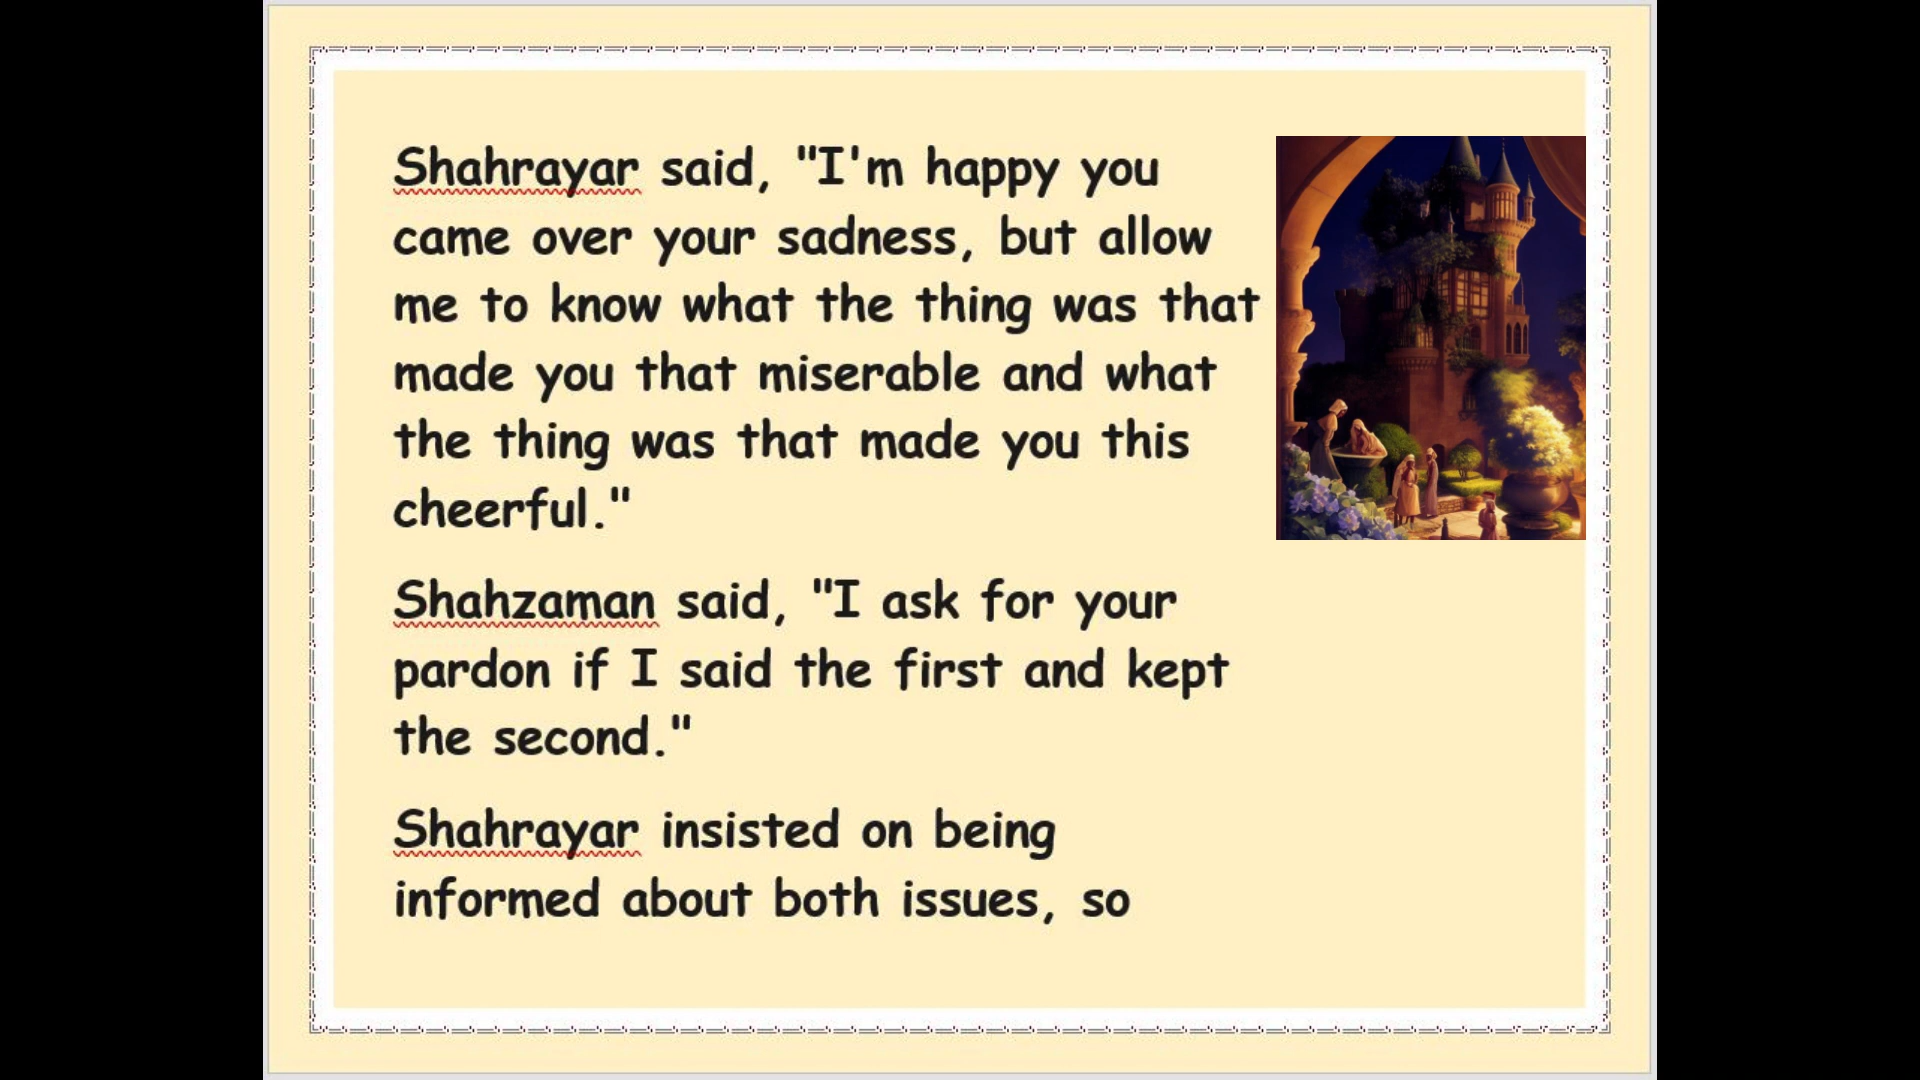 Shahrayar said, "I'm happy you
came over your sadness, but allow
me to know what the thing was that
made you that miserable and what
the thing was that made you this
cheerful."
Shahzaman said, "I ask for your
pardon if I said the first and kept
the second."
Shahrayar insisted on being
informed about both issues, so